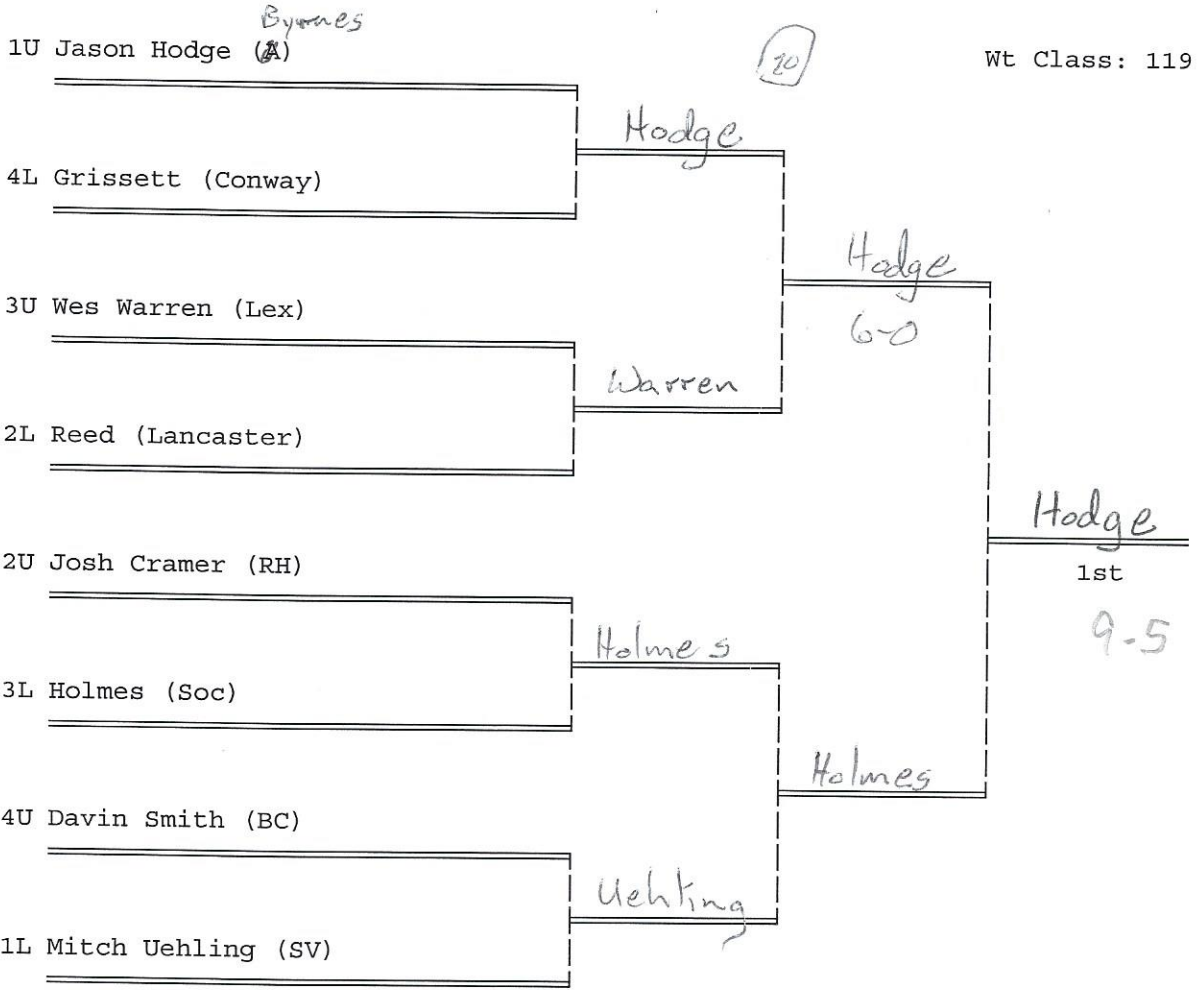 Byrnes
1U Jason Hodge (A)
20
Wt Class: 119
Hodge
4L Grissett (Conway)
Hodge
6-0
3U Wes Warren (Lex)
Warren
2L Reed (Lancaster)
Hodge
1st
9-5
2U Josh Cramer (RH)
Holmes
3L Holmes (Soc)
Holmes
4U Davin Smith (BC)
Uehting
1L Mitch Uehling (SV)